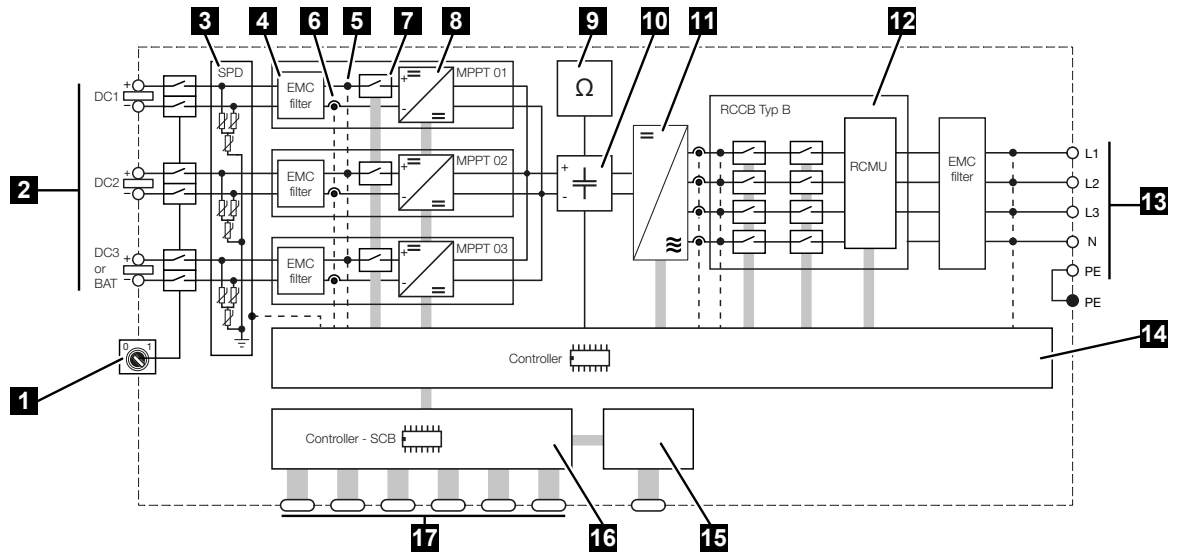 3 4 6 5 7 8 9 10 11 12
SPD
MPPT 01
EMC
filter
+ =
- =
DC1
+
-
Ω
RCCB Typ B
2
DC2
+
-
EMC
filter
MPPT 02
+ =
- =
+
-
=
≈
RCMU
EMC
filter
L1
L2
L3
N
PE
PE
13
DC3
or
BAT
+
-
EMC
filter
MPPT 03
+ =
- =
0 1
1
Controller
14
Controller - SCB
17 16 15